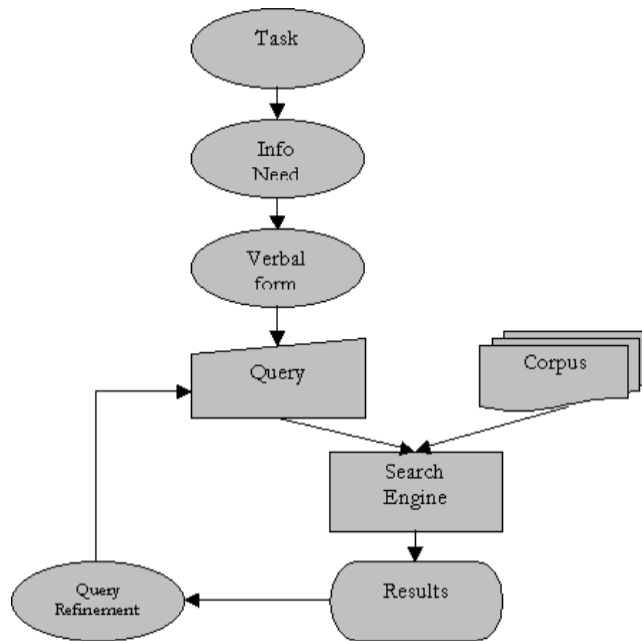 Task
Info
Need
Verbal
form
Query
Corpus
Search
Engine
Results
Query
Refinement